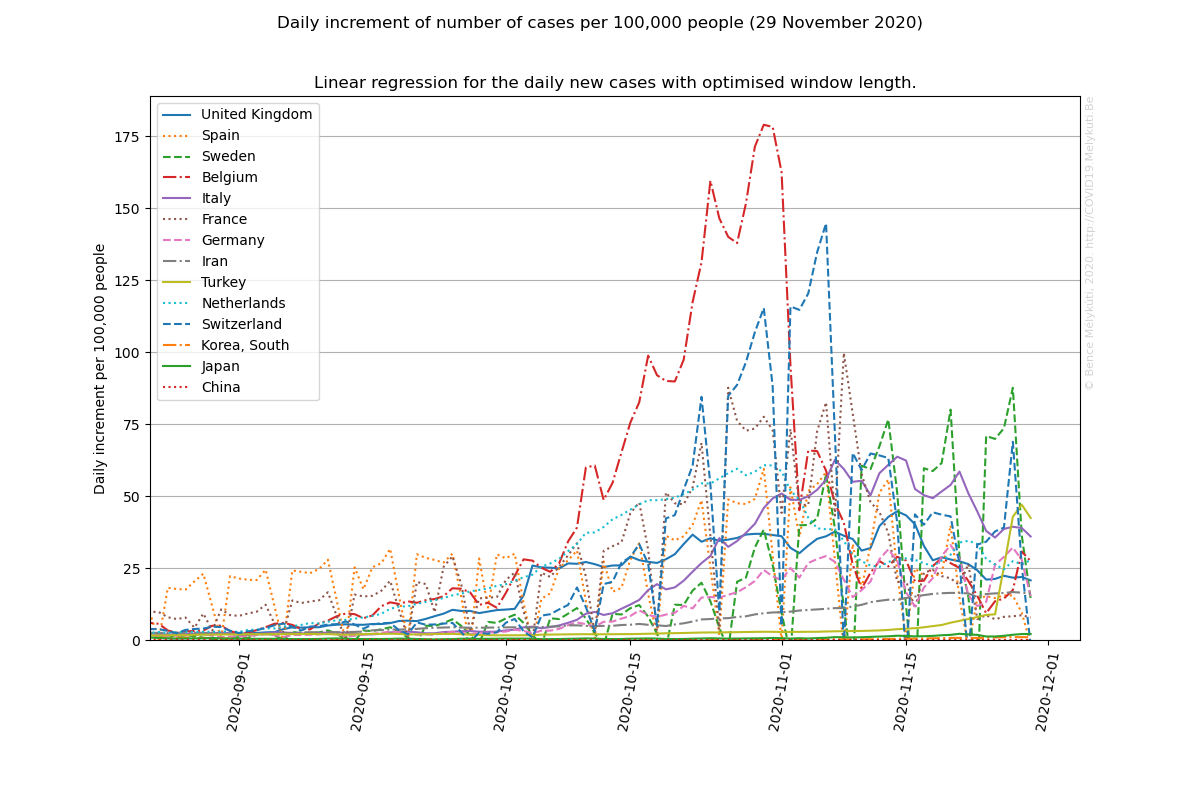 Daily increment of number of cases per 100,000 people (29 November 2020)
Linear regression for the daily new cases with optimised window length.
United Kingdom
Spain
Sweden
Belgium
Italy
France
Germany
Iran
Turkey
Netherlands
Switzerland
Korea, South
Japan
China
175
150
125
100
75
50
25
0
Daily increment per 100,000 people
2020-09-01
2020-09-15
2020-10-01
2020-10-15
2020-11-01
2020-11-15
2020-12-01
© Bence Mélykúti, 2020 http://COVID19.Melykuti.Be